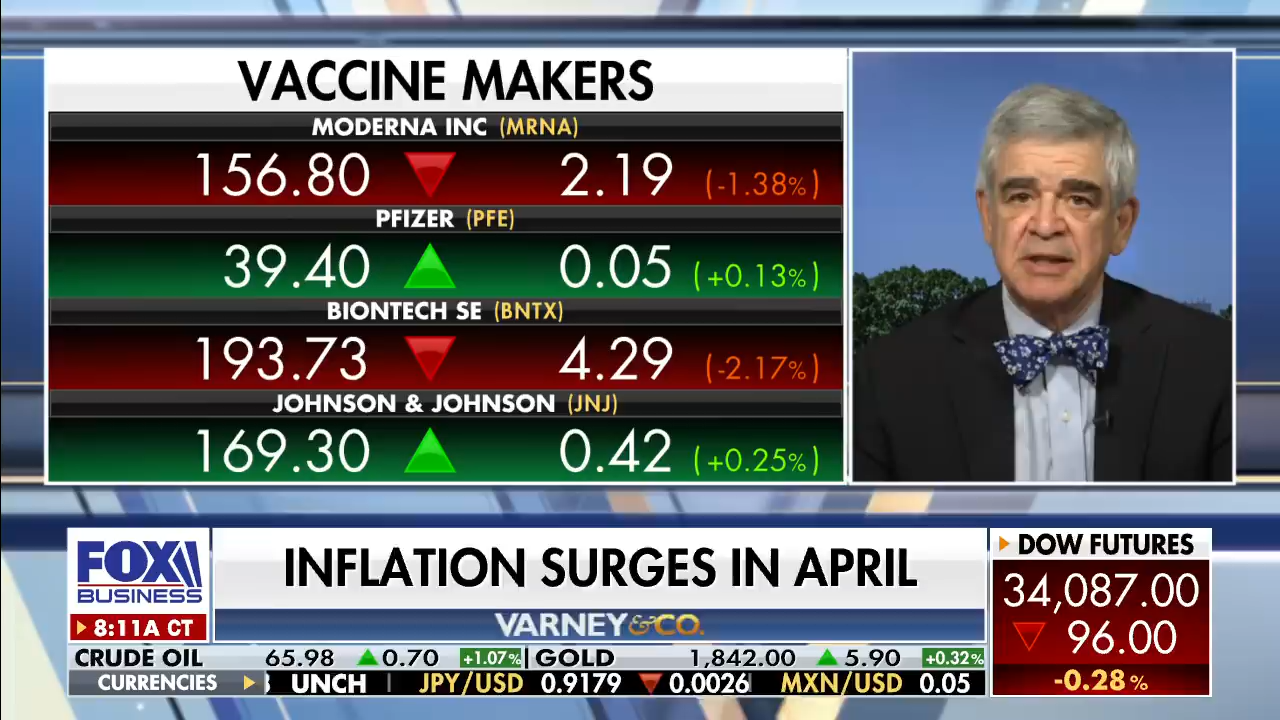 VACCINE MAKERS
MODERNA INC (MRNA)
156.80 2.19 (-1.38%)
PFIZER (PFE)
39.40 0.05 (+0.13%)
BIONTECH SE (BNTX)
193.73 4.29 (-2.17%)
JOHNSON & JOHNSON (JNJ)
169.30 0.42 (+0.25%)
FOX BUSINESS
8:11A CT
INFLATION SURGES IN APRIL
VARNEY & CO.
DOW FUTURES
34,087.00
96.00
-0.28%
CRUDE OIL 65.98 0.70 +1.07% GOLD 1,842.00 5.90 +0.32%
CURRENCIES UNCH JPY/USD 0.9179 0.0026 MXN/USD 0.05